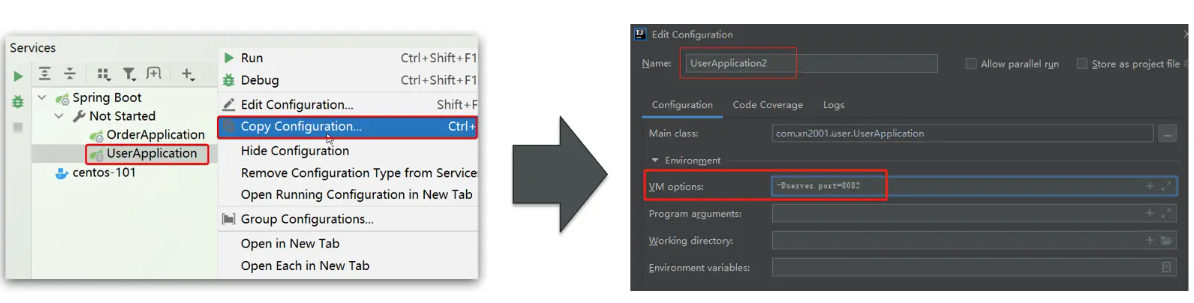 Services
Spring Boot
Not Started
OrderApplication
UserApplication
centos-101
Run Ctrl+Shift+F1
Debug Ctrl+Shift+F1
Edit Configuration... Shift+F
Copy Configuration... Ctrl+
Hide Configuration
Remove Configuration Type from Service
Open Running Configuration in New Tab
Group Configurations...
Open in New Tab
Open Each in New Tab
Edit Configuration
Name: UserApplication2 Allow parallel run Store as project file
Configuration Code Coverage Logs
Main class: com.xn2001.user.UserApplication ...
Environment
VM options: -Dserver.port=8082
Program arguments:
Working directory:
Environment variables: